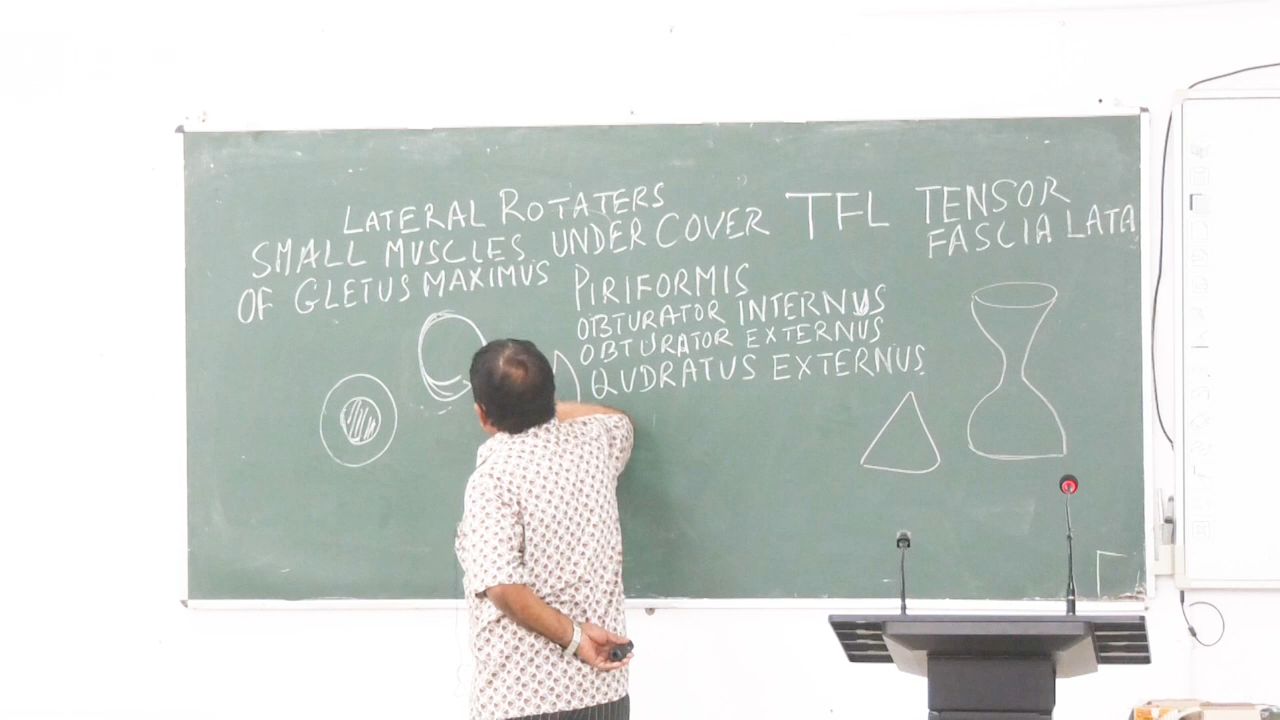 LATERAL ROTATERS
SMALL MUSCLES UNDER COVER
OF GLETUS MAXIMUS
PIRIFORMIS
OBTURATOR INTERNUS
OBTURATOR EXTERNUS
QUDRATUS EXTERNUS
TFL
TENSOR
FASCIA LATA